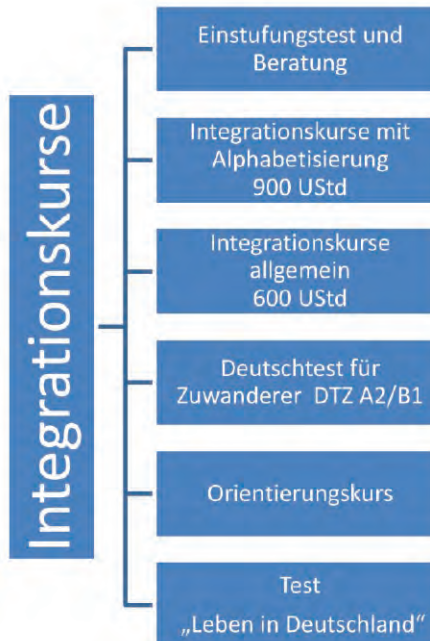 Integrationskurse
Einstufungstest und
Beratung
Integrationskurse mit
Alphabetisierung
900 UStd
Integrationskurse
allgemein
600 UStd
Deutschtest für
Zuwanderer DTZ A2/B1
Orientierungskurs
Test
„Leben in Deutschland“